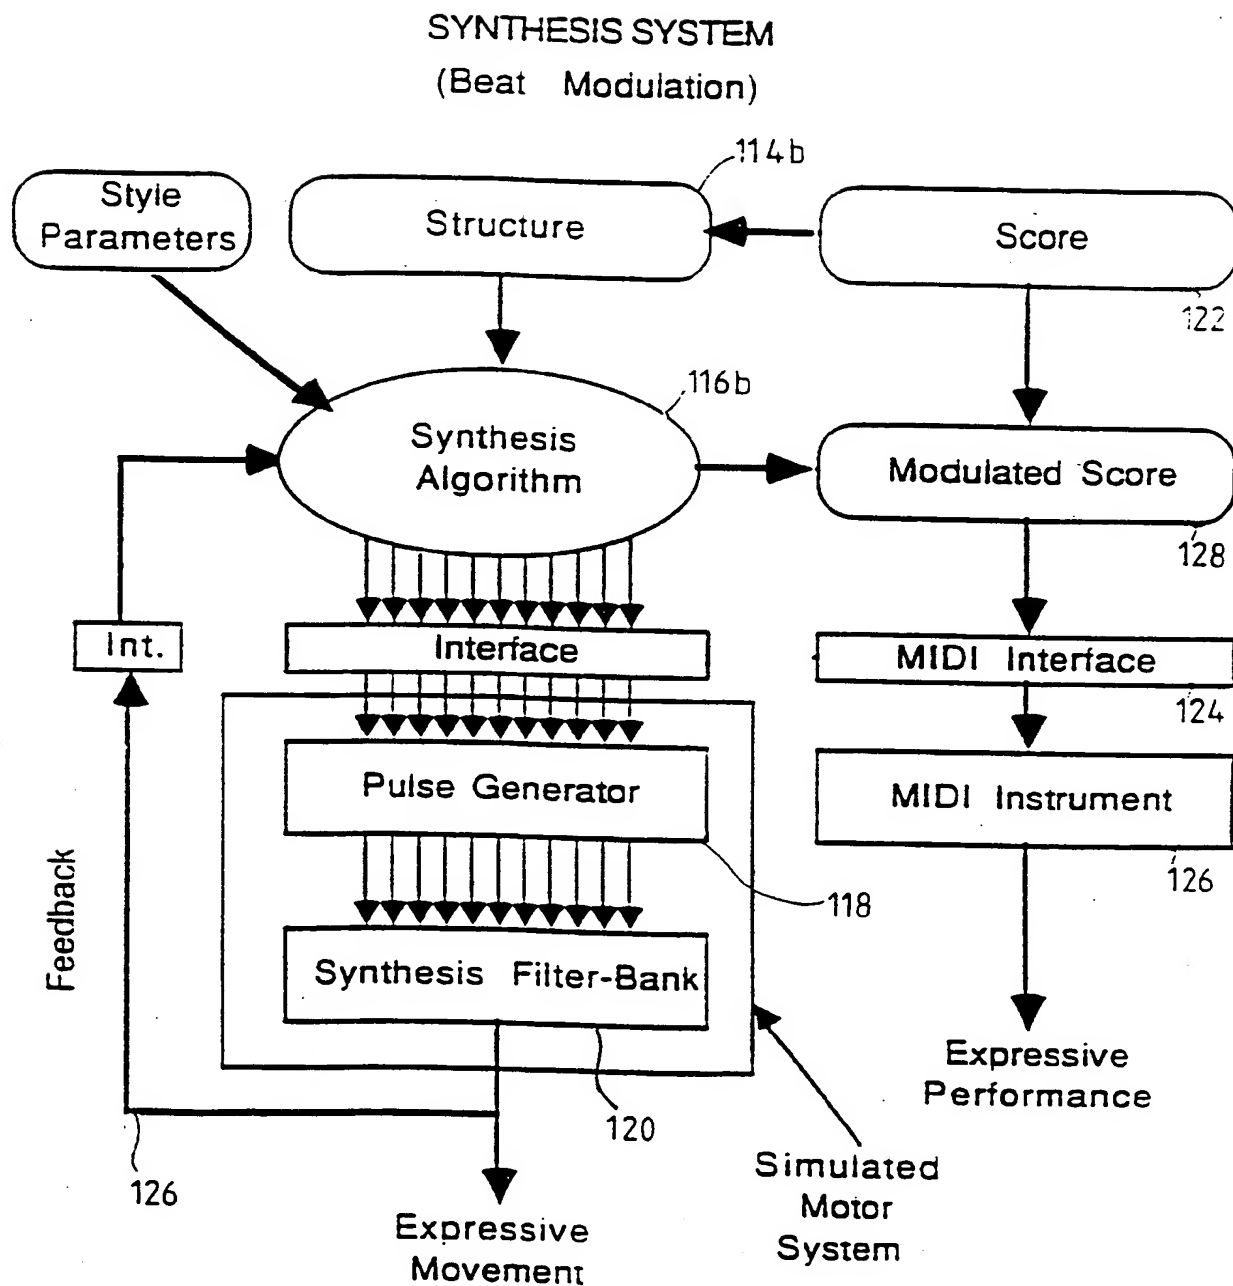 SYNTHESIS SYSTEM
(Beat Modulation)
114b
Style
Parameters
Structure
Score
122
116b
Synthesis
Algorithm
Modulated Score
128
Int.
Interface
MIDI Interface
124
Pulse Generator
MIDI Instrument
126
118
Feedback
Synthesis Filter-Bank
Expressive
Performance
120
126
Simulated
Motor
System
Expressive
Movement